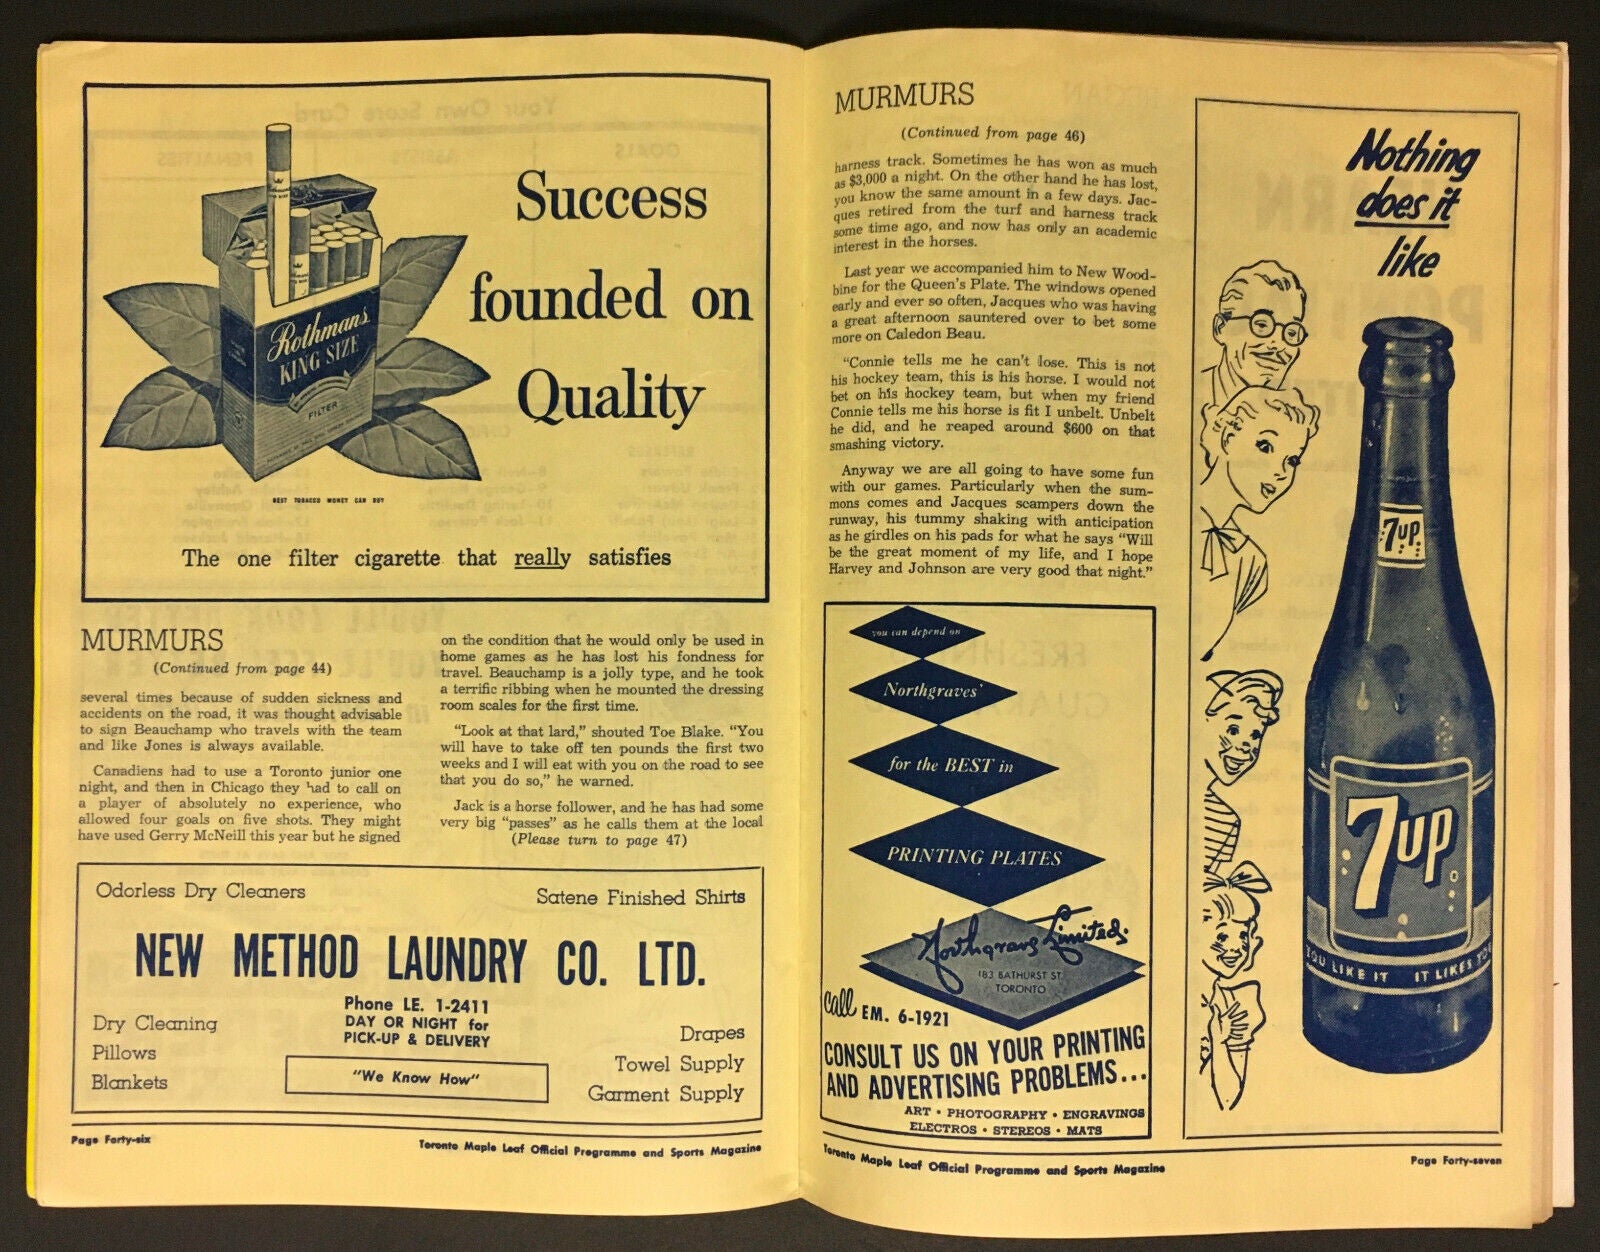 Success
founded on
Quality
Rothmans
KING SIZE
FILTER
BEST TOBACCO MONEY CAN BUY
The one filter cigarette that really satisfies
MURMURS
(Continued from page 44)
several times because of sudden sickness and
accidents on the road, it was thought advisable
to sign Beauchamp who travels with the team
and like Jones is always available.
Canadiens had to use a Toronto junior one
night, and then in Chicago they had to call on
a player of absolutely no experience, who
allowed four goals on five shots. They might
have used Gerry McNeill this year but he signed
on the condition that he would only be used in
home games as he has lost his fondness for
travel. Beauchamp is a jolly type, and he took
a terrific ribbing when he mounted the dressing
room scales for the first time.
"Look at that lard," shouted Toe Blake. "You
will have to take off ten pounds the first two
weeks and I will eat with you on the road to see
that you do so," he warned.
Jack is a horse follower, and he has had some
very big "passes" as he calls them at the local
(Please turn to page 47)
Odorless Dry Cleaners
Satene Finished Shirts
NEW METHOD LAUNDRY CO. LTD.
Phone LE. 1-2411
DAY OR NIGHT for
PICK-UP & DELIVERY
"We Know How"
Dry Cleaning
Pillows
Blankets
Drapes
Towel Supply
Garment Supply
Page Forty-six
Toronto Maple Leaf Official Programme and Sports Magazine
MURMURS
(Continued from page 46)
harness track. Sometimes he has won as much
as $3,000 a night. On the other hand he has lost,
you know the same amount in a few days. Jac-
ques retired from the turf and harness track
some time ago, and now has only an academic
interest in the horses.
Last year we accompanied him to New Wood-
bine for the Queen's Plate. The windows opened
early and ever so often, Jacques who was having
a great afternoon sauntered over to bet some
more on Caledon Beau.
"Connie tells me he can't lose. This is not
his hockey team, this is his horse. I would not
bet on his hockey team, but when my friend
Connie tells me his horse is fit I unbelt. Unbelt
he did, and he reaped around $600 on that
smashing victory.
Anyway we are all going to have some fun
with our games. Particularly when the sum-
mons comes and Jacques scampers down the
runway, his tummy shaking with anticipation
as he girdles on his pads for what he says "Will
be the great moment of my life, and I hope
Harvey and Johnson are very good that night."
you can depend on
Northgraves'
for the BEST in
PRINTING PLATES
Northgraves Limited.
183 BATHURST ST.
TORONTO
call EM. 6-1921
CONSULT US ON YOUR PRINTING
AND ADVERTISING PROBLEMS...
ART • PHOTOGRAPHY • ENGRAVINGS
ELECTROS • STEREOS • MATS
Nothing
does it
like
7up
7up
YOU LIKE IT IT LIKES YOU
Toronto Maple Leaf Official Programme and Sports Magazine
Page Forty-seven